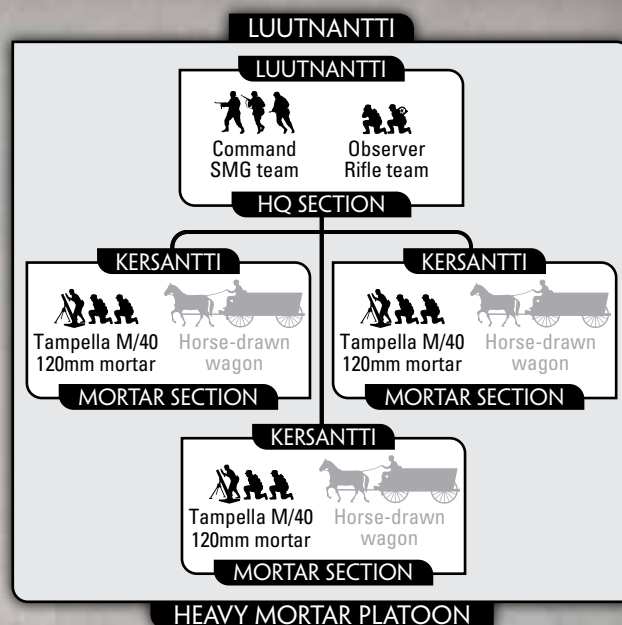 LUUTNANTTI
LUUTNANTTI
Command
SMG team
Observer
Rifle team
HQ SECTION
KERSANTTI
Tampella M/40
120mm mortar
Horse-drawn
wagon
MORTAR SECTION
KERSANTTI
Tampella M/40
120mm mortar
Horse-drawn
wagon
MORTAR SECTION
KERSANTTI
Tampella M/40
120mm mortar
Horse-drawn
wagon
MORTAR SECTION
HEAVY MORTAR PLATOON